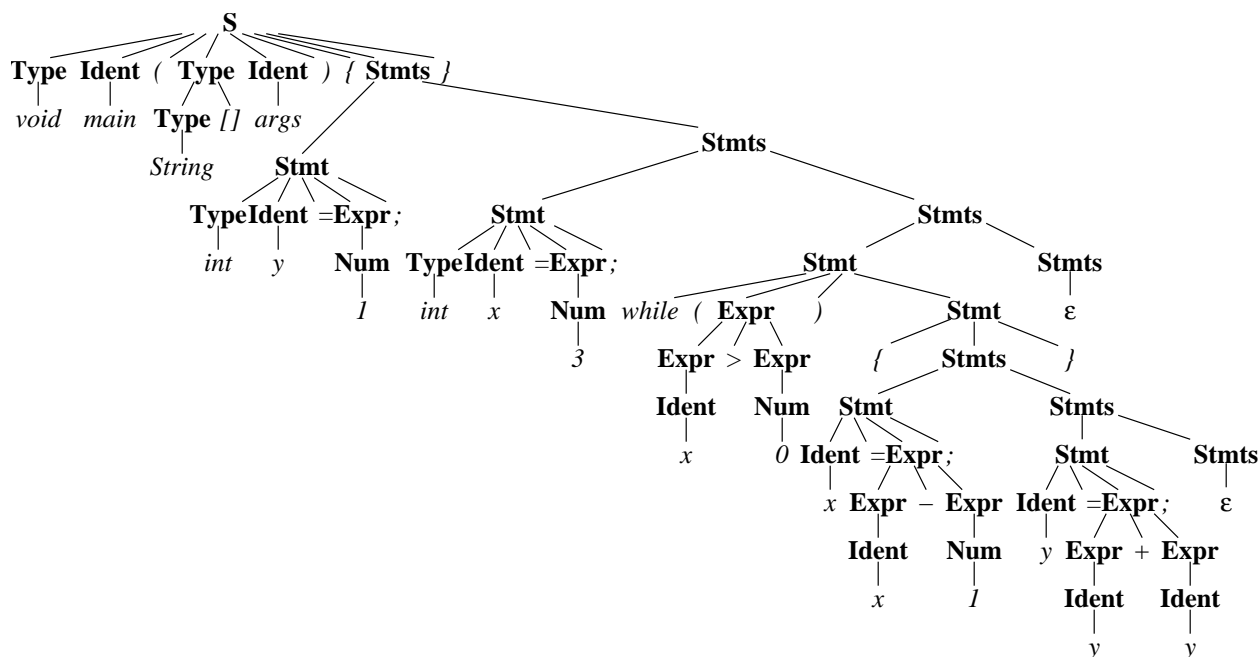 S
Type Ident ( Type Ident ) { Stmts }
void main Type [] args
Stmts
String Stmt
Type Ident = Expr ; Stmt Stmts
int y Num Type Ident = Expr ; Stmt Stmts
1 int x Num while ( Expr ) Stmt ε
3 Expr > Expr { Stmts }
Ident Num Stmt Stmts
x 0 Ident = Expr ; Stmt Stmts
x Expr – Expr Ident = Expr ; ε
Ident Num y Expr + Expr
x 1 Ident Ident
y y